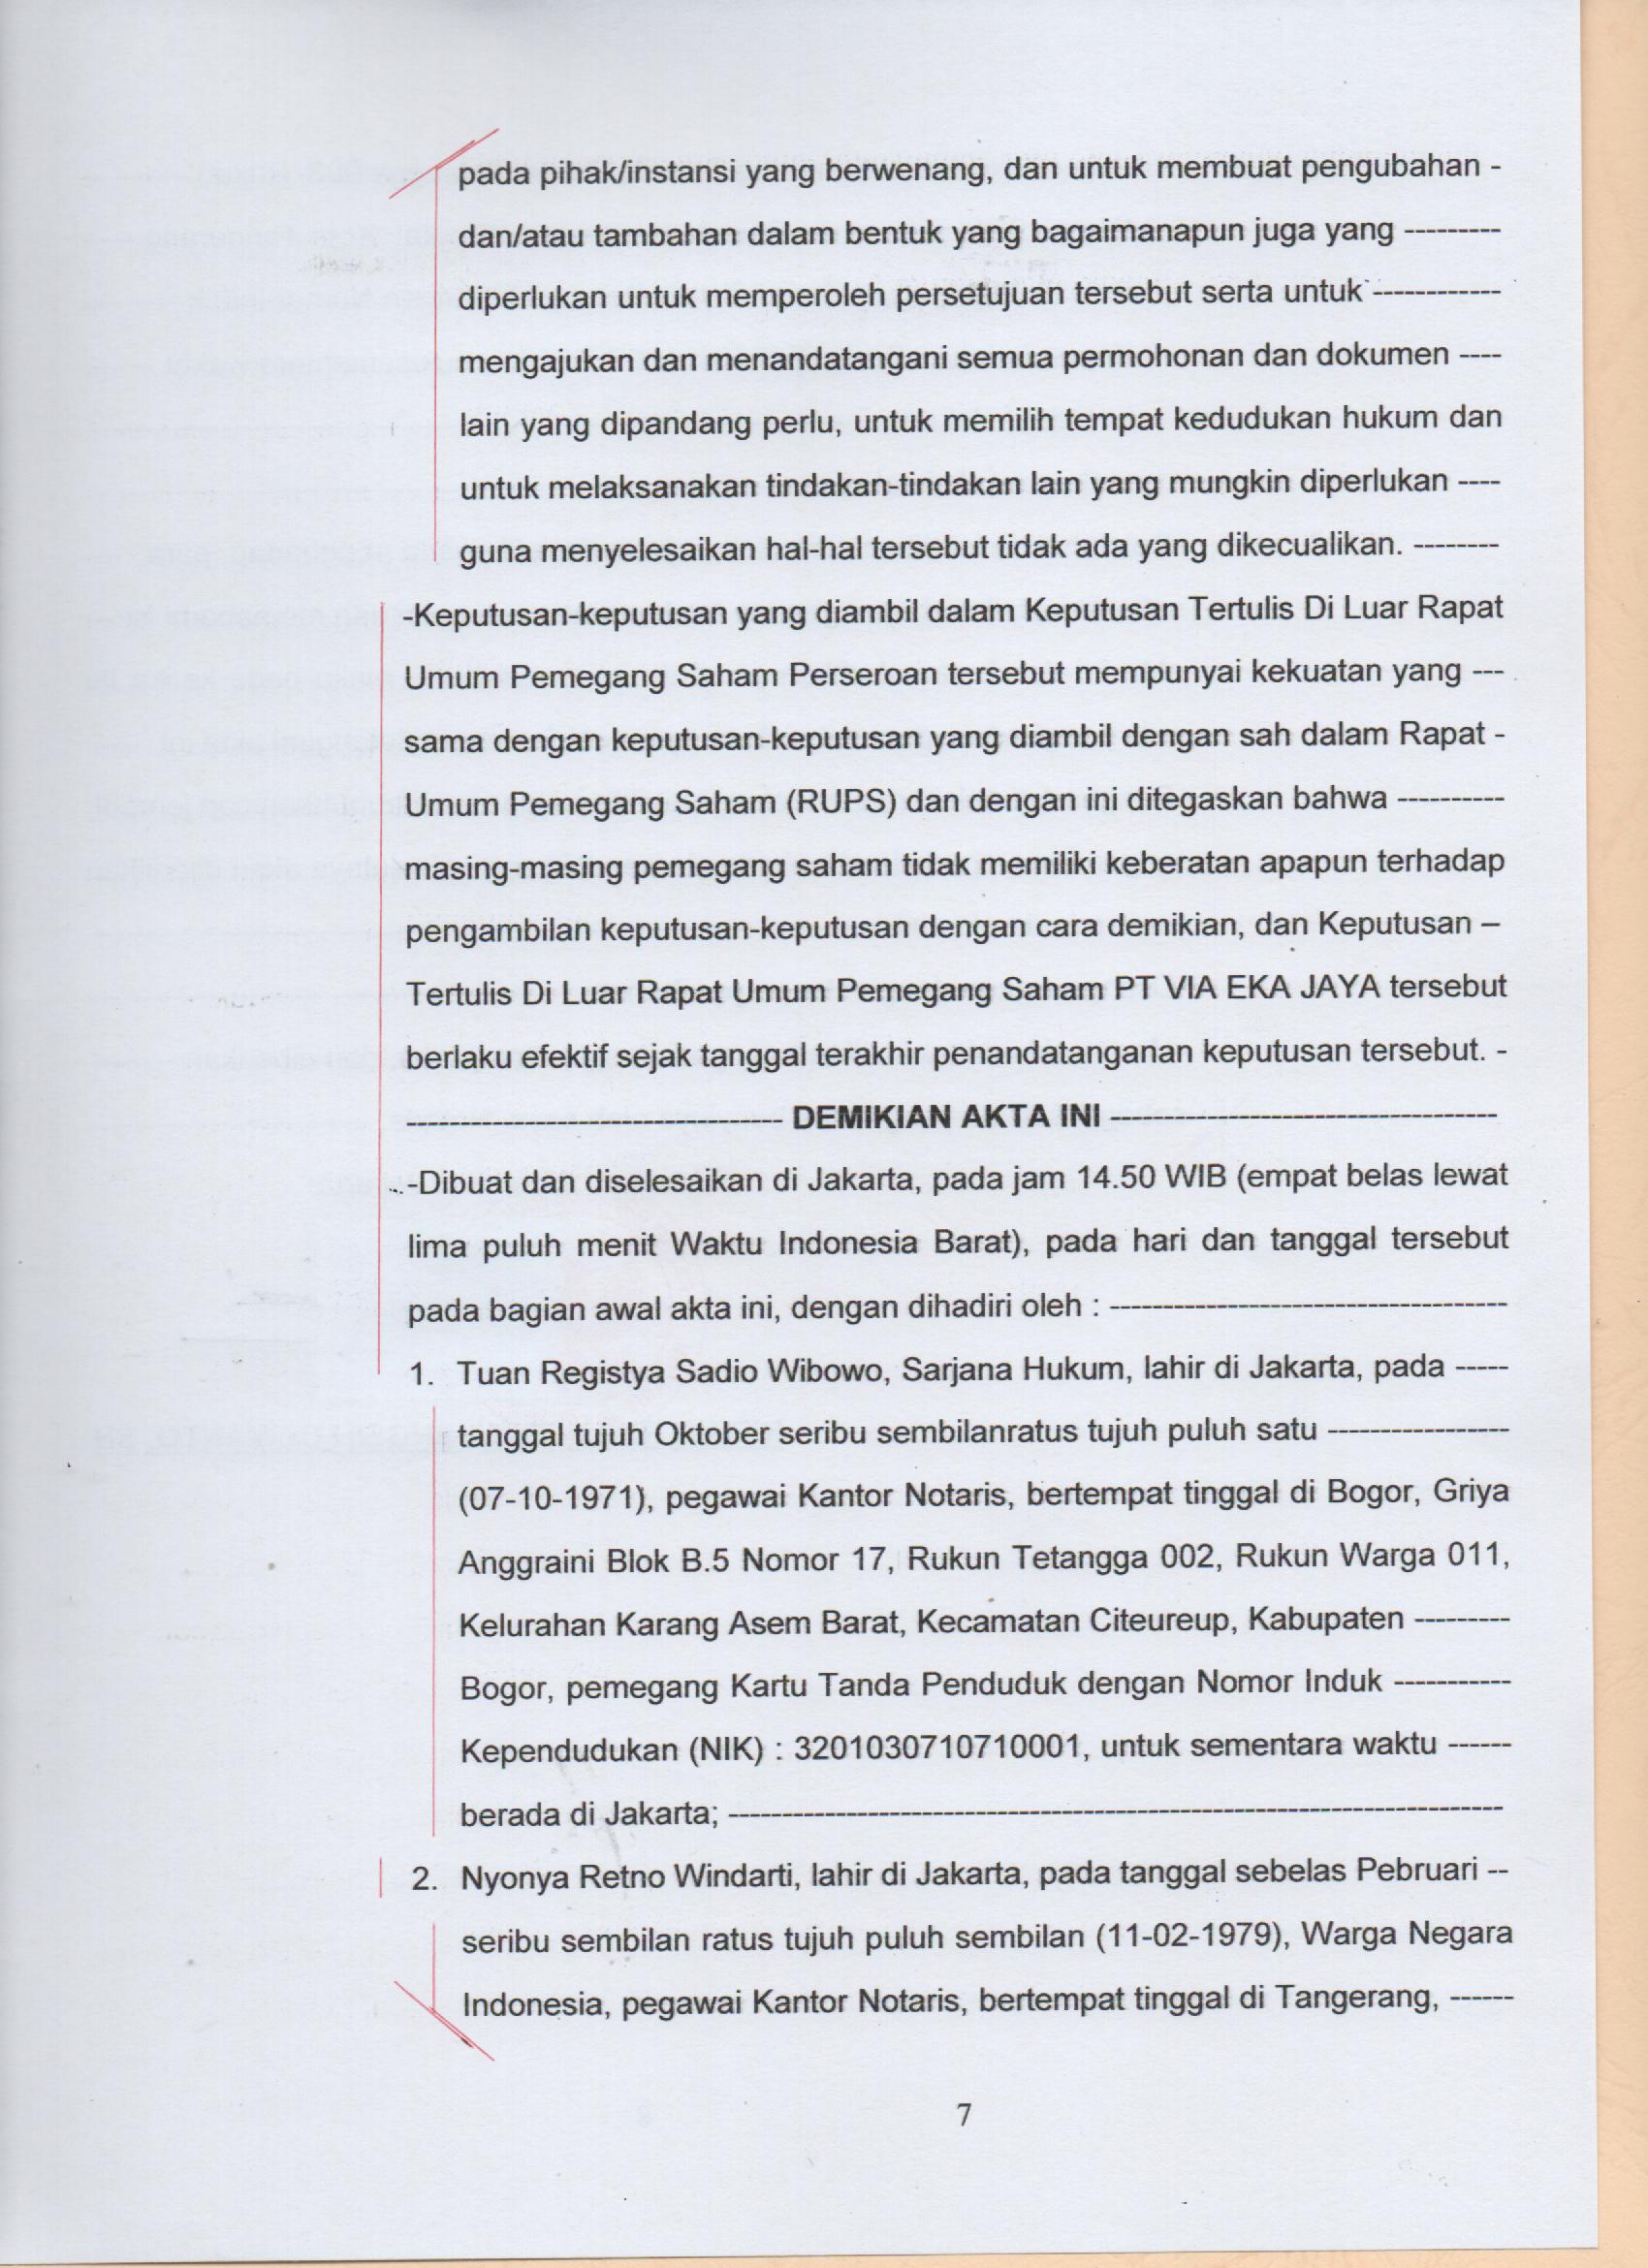 pada pihak/instansi yang berwenang, dan untuk membuat pengubahan -
dan/atau tambahan dalam bentuk yang bagaimanapun juga yang ---------
diperlukan untuk memperoleh persetujuan tersebut serta untuk ------------
mengajukan dan menandatangani semua permohonan dan dokumen ----
lain yang dipandang perlu, untuk memilih tempat kedudukan hukum dan
untuk melaksanakan tindakan-tindakan lain yang mungkin diperlukan ----
guna menyelesaikan hal-hal tersebut tidak ada yang dikecualikan. --------
-Keputusan-keputusan yang diambil dalam Keputusan Tertulis Di Luar Rapat
Umum Pemegang Saham Perseroan tersebut mempunyai kekuatan yang ---
sama dengan keputusan-keputusan yang diambil dengan sah dalam Rapat -
Umum Pemegang Saham (RUPS) dan dengan ini ditegaskan bahwa ----------
masing-masing pemegang saham tidak memiliki keberatan apapun terhadap
pengambilan keputusan-keputusan dengan cara demikian, dan Keputusan –
Tertulis Di Luar Rapat Umum Pemegang Saham PT VIA EKA JAYA tersebut
berlaku efektif sejak tanggal terakhir penandatanganan keputusan tersebut. -
----------------------------------- DEMIKIAN AKTA INI ------------------------------------
-Dibuat dan diselesaikan di Jakarta, pada jam 14.50 WIB (empat belas lewat
lima puluh menit Waktu Indonesia Barat), pada hari dan tanggal tersebut
pada bagian awal akta ini, dengan dihadiri oleh : -------------------------------------
1. Tuan Registya Sadio Wibowo, Sarjana Hukum, lahir di Jakarta, pada -----
tanggal tujuh Oktober seribu sembilanratus tujuh puluh satu -----------------
(07-10-1971), pegawai Kantor Notaris, bertempat tinggal di Bogor, Griya
Anggraini Blok B.5 Nomor 17, Rukun Tetangga 002, Rukun Warga 011,
Kelurahan Karang Asem Barat, Kecamatan Citeureup, Kabupaten ---------
Bogor, pemegang Kartu Tanda Penduduk dengan Nomor Induk -----------
Kependudukan (NIK) : 3201030710710001, untuk sementara waktu ------
berada di Jakarta; ------------------------------------------------------------------------
2. Nyonya Retno Windarti, lahir di Jakarta, pada tanggal sebelas Pebruari --
seribu sembilan ratus tujuh puluh sembilan (11-02-1979), Warga Negara
Indonesia, pegawai Kantor Notaris, bertempat tinggal di Tangerang, ------
7